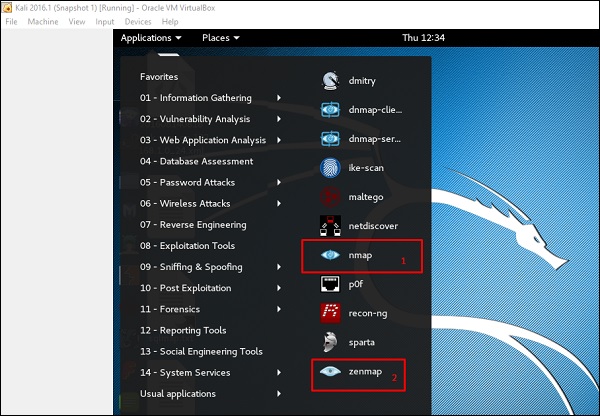 Kali 2016.1 (Snapshot 1) [Running] - Oracle VM VirtualBox
File Machine View Input Devices Help
Applications Places Thu 12:34
Favorites
01 - Information Gathering
02 - Vulnerability Analysis
03 - Web Application Analysis
04 - Database Assessment
05 - Password Attacks
06 - Wireless Attacks
07 - Reverse Engineering
08 - Exploitation Tools
09 - Sniffing & Spoofing
10 - Post Exploitation
11 - Forensics
12 - Reporting Tools
13 - Social Engineering Tools
14 - System Services
Usual applications
dmitry
dnmap-clie...
dnmap-ser...
ike-scan
maltego
netdiscover
nmap 1
p0f
recon-ng
sparta
zenmap 2